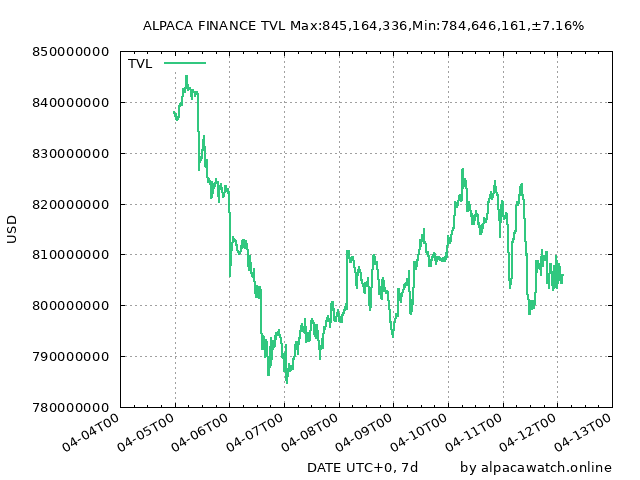 ALPACA FINANCE TVL Max:845,164,336,Min:784,646,161,±7.16%
850000000
TVL
840000000
830000000
820000000
USD
810000000
800000000
790000000
780000000
04-04T00
04-05T00
04-06T00
04-07T00
04-08T00
04-09T00
04-10T00
04-11T00
04-12T00
04-13T00
DATE UTC+0, 7d
by alpacawatch.online